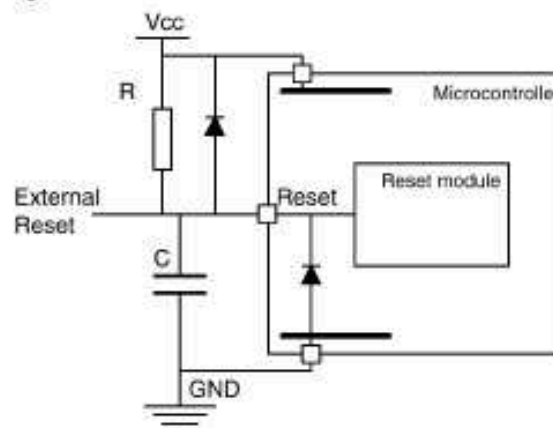 Vcc
R
Microcontrolle
External
Reset
Reset
Reset module
C
GND